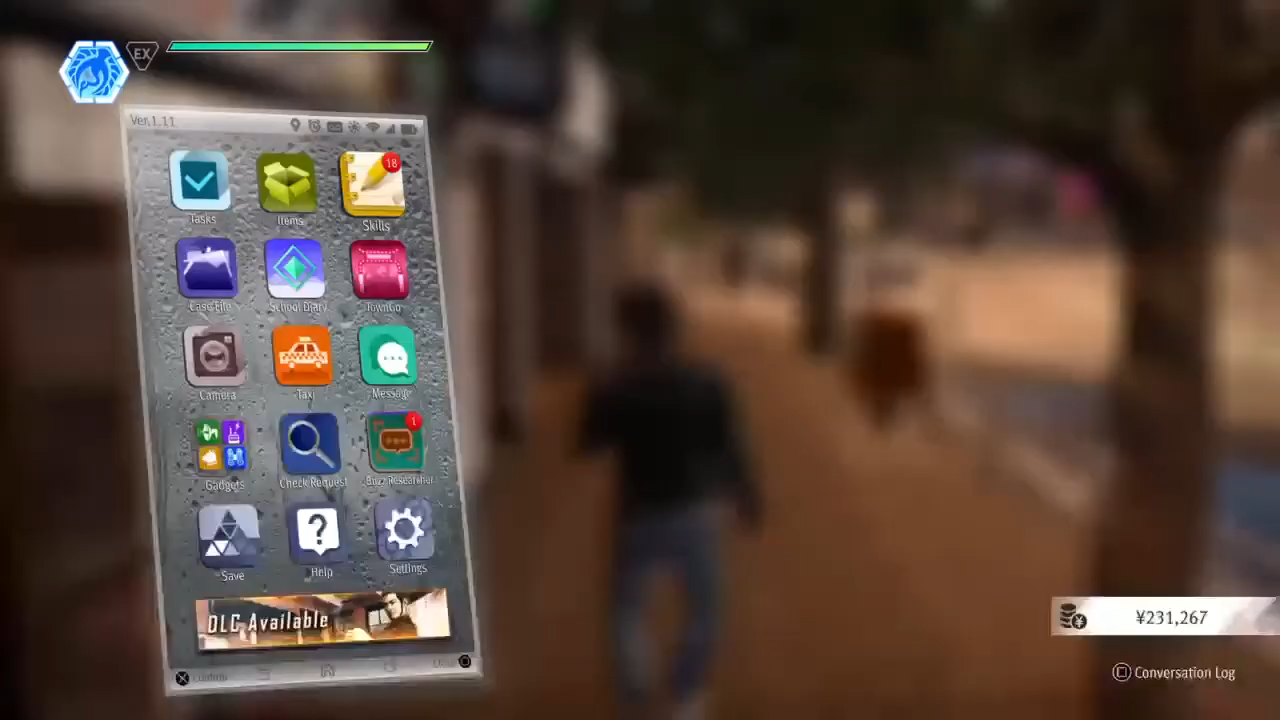 EX
Ver.1.11
18
Tasks
Items
Skills
Case File
School Diary
TownGo
Camera
Taxi
Message
1
Gadgets
Check Request
Buzz Researcher
Save
Help
Settings
DLC Available
¥231,267
Conversation Log